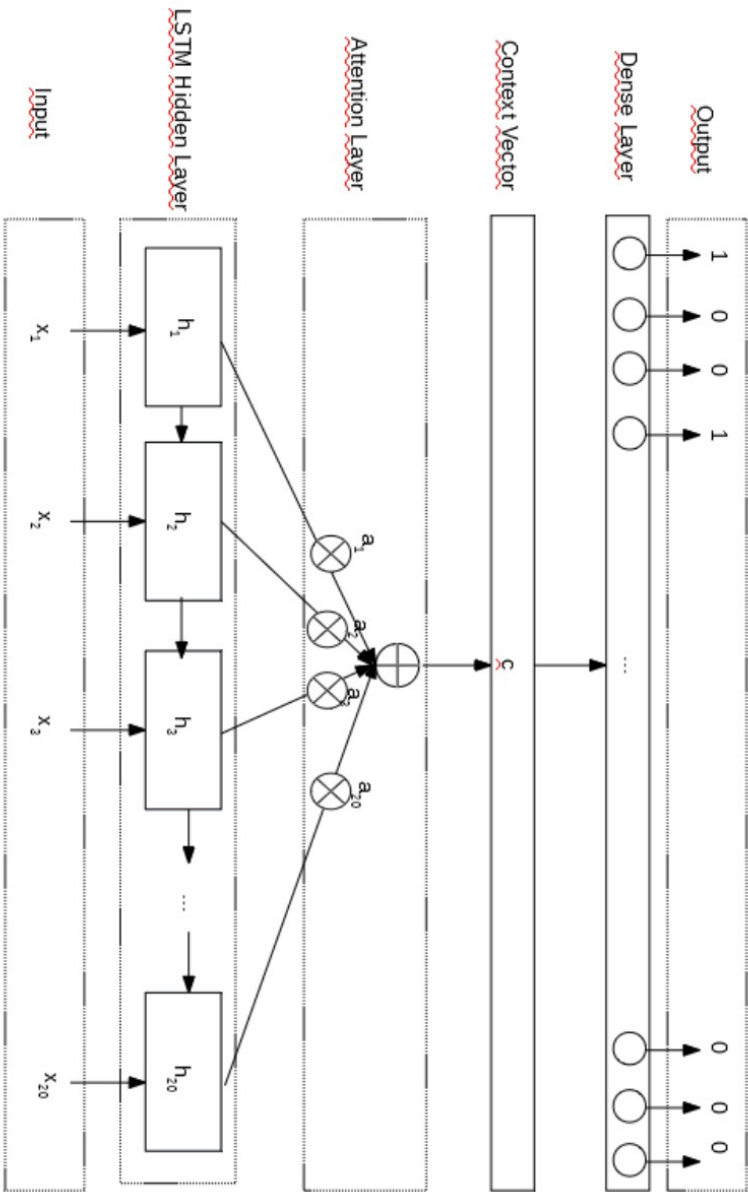 Output
1 0 0 1 0 0 0
Dense Layer
...
Context Vector
c
Attention Layer
a1 a2 a3 a20
LSTM Hidden Layer
h1 h2 h3 ... h20
Input
x1 x2 x3 x20